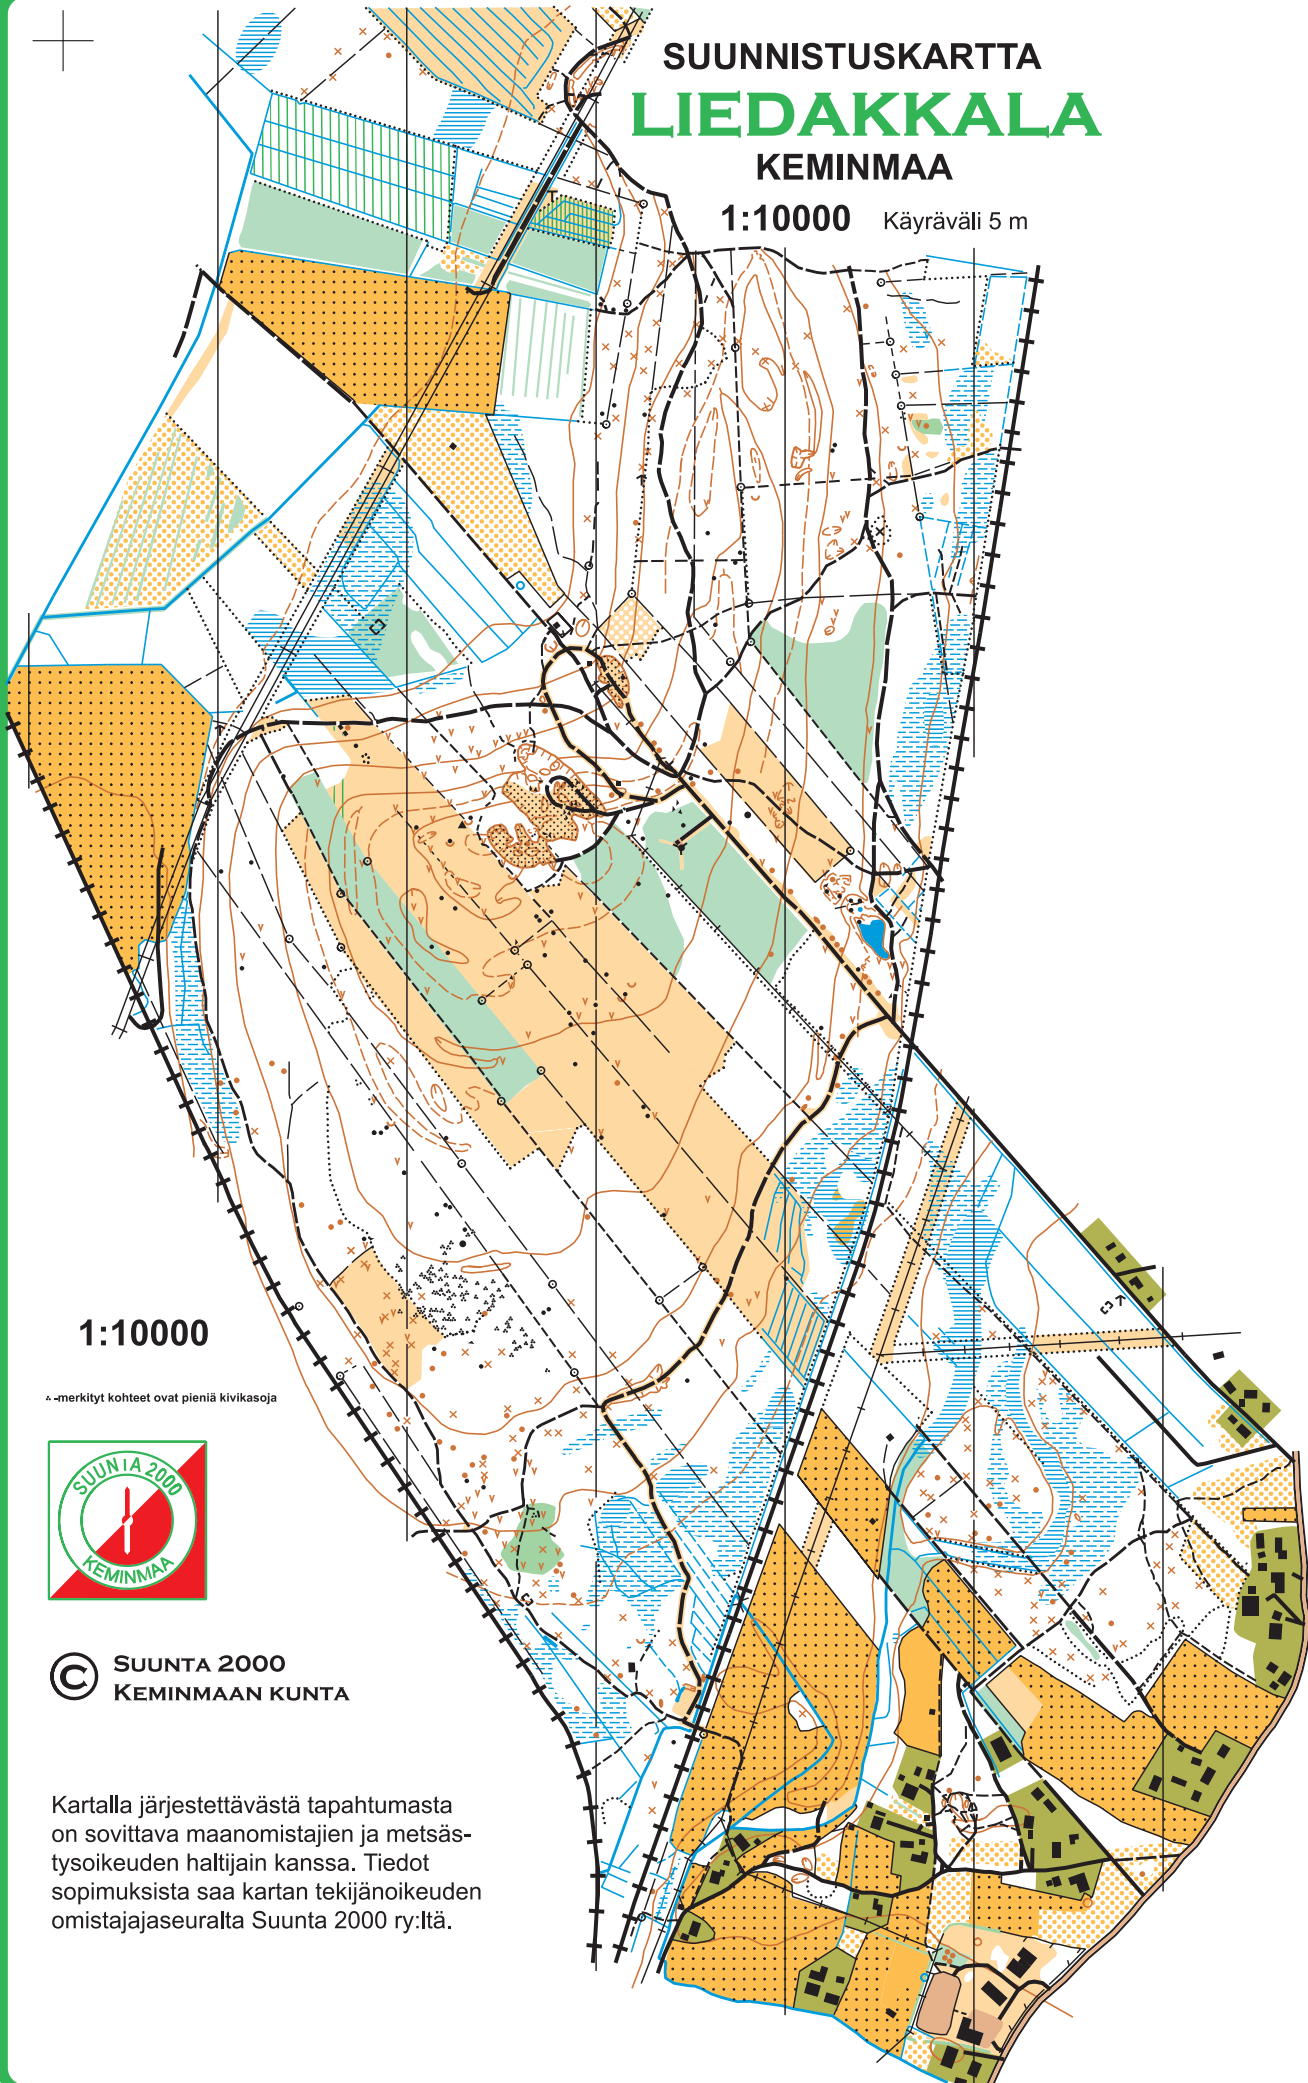 SUUNNISTUSKARTTA
LIEDAKKALA
KEMINMAA
1:10000 Käyräväli 5 m
1:10000
-merkityt kohteet ovat pieniä kivikasoja
SUUNTA 2000
KEMINMAA
© SUUNTA 2000
KEMINMAAN KUNTA
Kartalla järjestettävästä tapahtumasta
on sovittava maanomistajien ja metsäs-
tysoikeuden haltijain kanssa. Tiedot
sopimuksista saa kartan tekijänoikeuden
omistajajaseuralta Suunta 2000 ry:ltä.